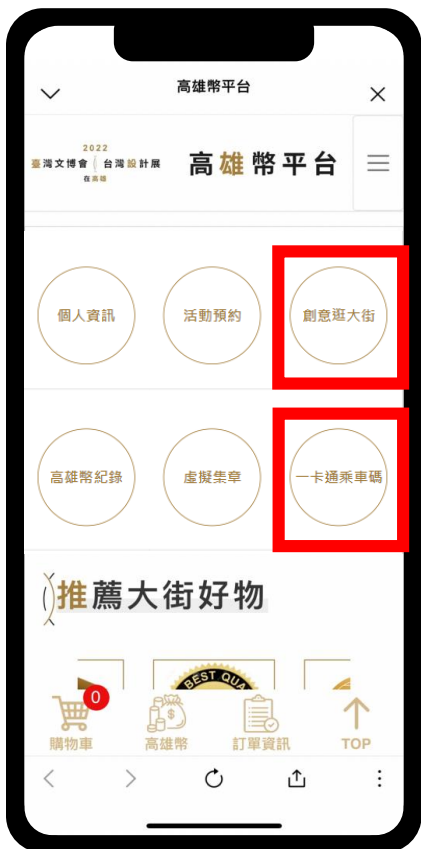 高雄幣平台
2022
臺灣文博會 台灣設計展
在高雄
高雄幣平台
個人資訊
活動預約
創意逛大街
高雄幣紀錄
虛擬集章
一卡通乘車碼
推薦大街好物
BEST QUA
0
購物車
高雄幣
訂單資訊
TOP